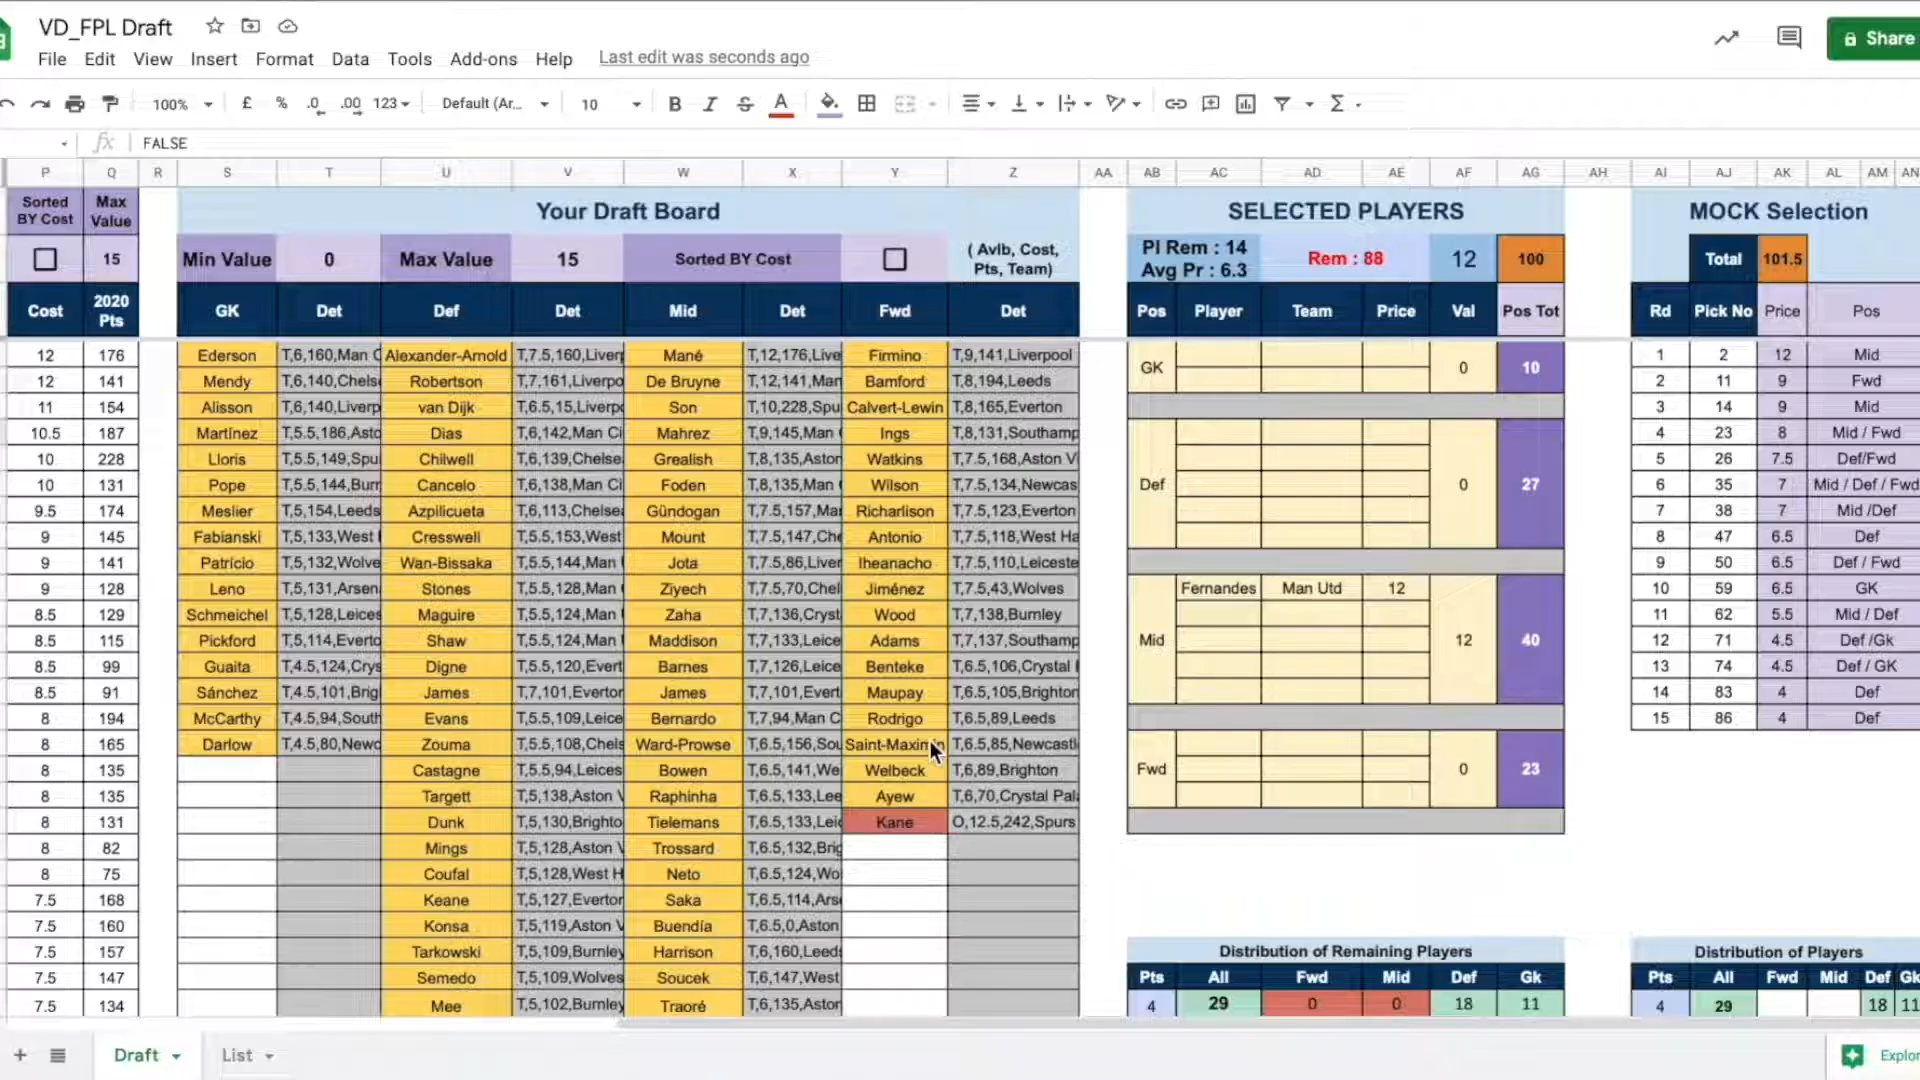 VD_FPL Draft
Share
File Edit View Insert Format Data Tools Add-ons Help Last edit was seconds ago
100% £ % .0 .00 123 Default (Ar... 10 B I S A Σ
fx FALSE
P Q R S T U V W X Y Z AA AB AC AD AE AF AG AH AI AJ AK AL AM AN
Sorted BY Cost Max Value Your Draft Board SELECTED PLAYERS MOCK Selection
15 Min Value 0 Max Value 15 Sorted BY Cost ( Avlb, Cost, Pts, Team) Pl Rem : 14 Avg Pr : 6.3 Rem : 88 12 100 Total 101.5
Cost 2020 Pts GK Det Def Det Mid Det Fwd Det Pos Player Team Price Val Pos Tot Rd Pick No Price Pos
12 176 Ederson T,6,160,Man C Alexander-Arnold T,7.5,160,Liverp Mané T,12,176,Live Firmino T,9,141,Liverpool GK 0 10 1 2 12 Mid
12 141 Mendy T,6,140,Chelse Robertson T,7,161,Liverpo De Bruyne T,12,141,Man Bamford T,8,194,Leeds 2 11 9 Fwd
11 154 Alisson T,6,140,Liverp van Dijk T,6.5,15,Liverpo Son T,10,228,Spu Calvert-Lewin T,8,165,Everton 3 14 9 Mid
10.5 187 Martínez T,5.5,186,Asto Dias T,6,142,Man Ci Mahrez T,9,145,Man Ings T,8,131,Southamp 4 23 8 Mid / Fwd
10 228 Lloris T,5.5,149,Spu Chilwell T,6,139,Chelse Grealish T,8,135,Aston Watkins T,7.5,168,Aston Vi 5 26 7.5 Def/Fwd
10 131 Pope T,5.5,144,Burn Cancelo T,6,138,Man Ci Foden T,8,135,Man Wilson T,7.5,134,Newcas Def 0 27 6 35 7 Mid / Def / Fwd
9.5 174 Meslier T,5,154,Leeds Azpilicueta T,6,113,Chelse Gündogan T,7.5,157,Man Richarlison T,7.5,123,Everton 7 38 7 Mid /Def
9 145 Fabianski T,5,133,West Cresswell T,5.5,153,West Mount T,7.5,147,Che Antonio T,7.5,118,West Ha 8 47 6.5 Def
9 141 Patrício T,5,132,Wolve Wan-Bissaka T,5.5,144,Man Jota T,7.5,86,Liver Iheanacho T,7.5,110,Leiceste 9 50 6.5 Def / Fwd
9 128 Leno T,5,131,Arsen Stones T,5.5,128,Man Ziyech T,7.5,70,Chel Jiménez T,7.5,43,Wolves Fernandes Man Utd 12 10 59 6.5 GK
8.5 129 Schmeichel T,5,128,Leices Maguire T,5.5,124,Man Zaha T,7,136,Cryst Wood T,7,138,Burnley 11 62 5.5 Mid / Def
8.5 115 Pickford T,5,114,Everto Shaw T,5.5,124,Man Maddison T,7,133,Leice Adams T,7,137,Southamp Mid 12 40 12 71 4.5 Def /Gk
8.5 99 Guaita T,4.5,124,Crys Digne T,5.5,120,Evert Barnes T,7,126,Leice Benteke T,6.5,106,Crystal 13 74 4.5 Def / GK
8.5 91 Sánchez T,4.5,101,Brig James T,7,101,Everton James T,7,101,Evert Maupay T,6.5,105,Brighton 14 83 4 Def
8 194 McCarthy T,4.5,94,South Evans T,5.5,109,Leice Bernardo T,7,94,Man C Rodrigo T,6.5,89,Leeds 15 86 4 Def
8 165 Darlow T,4.5,80,Newc Zouma T,5.5,108,Chels Ward-Prowse T,6.5,156,Sou T,6.5,85,Newcastl
8 135 Castagne T,5.5,94,Leices Bowen T,6.5,141,We Welbeck T,6,89,Brighton Fwd 0 23
8 135 Targett T,5,138,Aston V Raphinha T,6.5,133,Lee Ayew T,6,70,Crystal Pala
8 131 Dunk T,5,130,Brighto Tielemans T,6.5,133,Leic Kane O,12.5,242,Spurs
8 82 Mings T,5,128,Aston V Trossard T,6.5,132,Brig
8 75 Coufal T,5,128,West H Neto T,6.5,124,Wo
7.5 168 Keane T,5,127,Everton Saka T,6.5,114,Arse
7.5 160 Konsa T,5,119,Aston V Buendía T,6.5,0,Aston
7.5 157 Tarkowski T,5,109,Burnley Harrison T,6,160,Leeds Distribution of Remaining Players Distribution of Players
7.5 147 Semedo T,5,109,Wolves Soucek T,6,147,West Pts All Fwd Mid Def Gk Pts All Fwd Mid Def Gk
7.5 134 Mee T,5,102,Burnley Traoré T,6,135,Aston 4 29 0 0 18 11 4 29 18 11
Draft List Explor